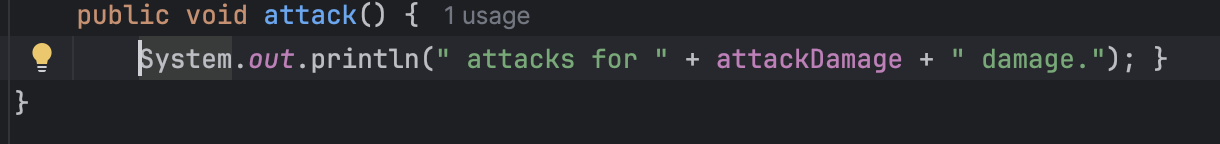 public void attack() { 1 usage
System.out.println(" attacks for " + attackDamage + " damage."); }
}